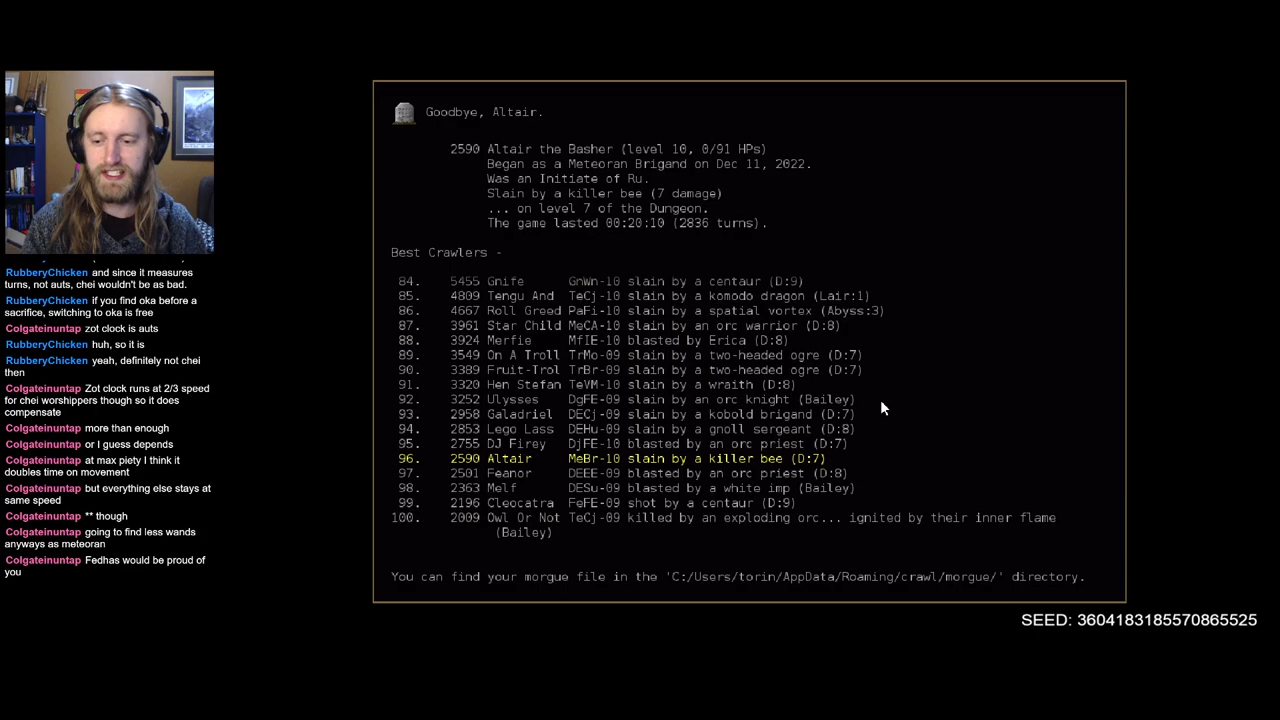 RubberyChicken and since it measures
turns, not auts, chei wouldn't be as bad.
RubberyChicken if you find oka before a
sacrifice, switching to oka is free
Colgateinuntap zot clock is auts
RubberyChicken huh, so it is
RubberyChicken yeah, definitely not chei
then
Colgateinuntap Zot clock runs at 2/3 speed
for chei worshippers though so it does
compensate
Colgateinuntap more than enough
Colgateinuntap or I guess depends
Colgateinuntap at max piety I think it
doubles time on movement
Colgateinuntap but everything else stays at
same speed
Colgateinuntap ** though
Colgateinuntap going to find less wands
anyways as meteoran
Colgateinuntap Fedhas would be proud of
you
Goodbye, Altair.
2590 Altair the Basher (level 10, 0/91 HPs)
Began as a Meteoran Brigand on Dec 11, 2022.
Was an Initiate of Ru.
Slain by a killer bee (7 damage)
... on level 7 of the Dungeon.
The game lasted 00:20:10 (2836 turns).
Best Crawlers -
84. 5455 Gnife GnWn-10 slain by a centaur (D:9)
85. 4809 Tengu And TeCj-10 slain by a komodo dragon (Lair:1)
86. 4667 Roll Greed PaFi-10 slain by a spatial vortex (Abyss:3)
87. 3961 Star Child MeCA-10 slain by an orc warrior (D:8)
88. 3924 Merfie MfIE-10 blasted by Erica (D:8)
89. 3549 On A Troll TrMo-09 slain by a two-headed ogre (D:7)
90. 3389 Fruit-Trol TrBr-09 slain by a two-headed ogre (D:7)
91. 3320 Hen Stefan TeVM-10 slain by a wraith (D:8)
92. 3252 Ulysses DgFE-09 slain by an orc knight (Bailey)
93. 2958 Galadriel DECj-09 slain by a kobold brigand (D:7)
94. 2853 Lego Lass DEHu-09 slain by a gnoll sergeant (D:8)
95. 2755 DJ Firey DjFE-10 blasted by an orc priest (D:7)
96. 2590 Altair MeBr-10 slain by a killer bee (D:7)
97. 2501 Feanor DEEE-09 blasted by an orc priest (D:8)
98. 2363 Melf DESu-09 blasted by a white imp (Bailey)
99. 2196 Cleocatra FeFE-09 shot by a centaur (D:9)
100. 2009 Owl Or Not TeCj-09 killed by an exploding orc... ignited by their inner flame
(Bailey)
You can find your morgue file in the 'C:/Users/torin/AppData/Roaming/crawl/morgue/' directory.
SEED: 3604183185570865525